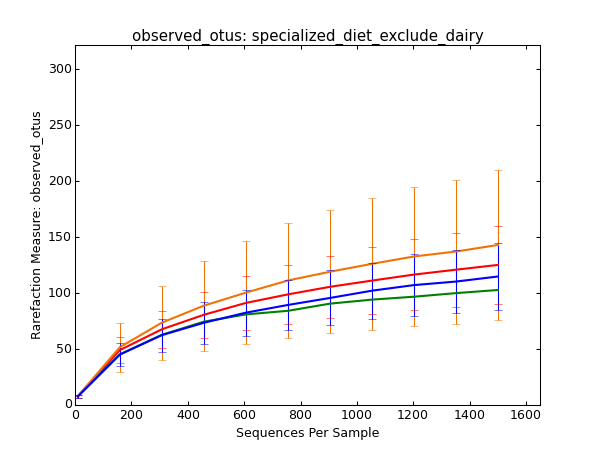 observed_otus: specialized_diet_exclude_dairy
300
250
200
150
100
50
0
Rarefaction Measure: observed_otus
0 200 400 600 800 1000 1200 1400 1600
Sequences Per Sample